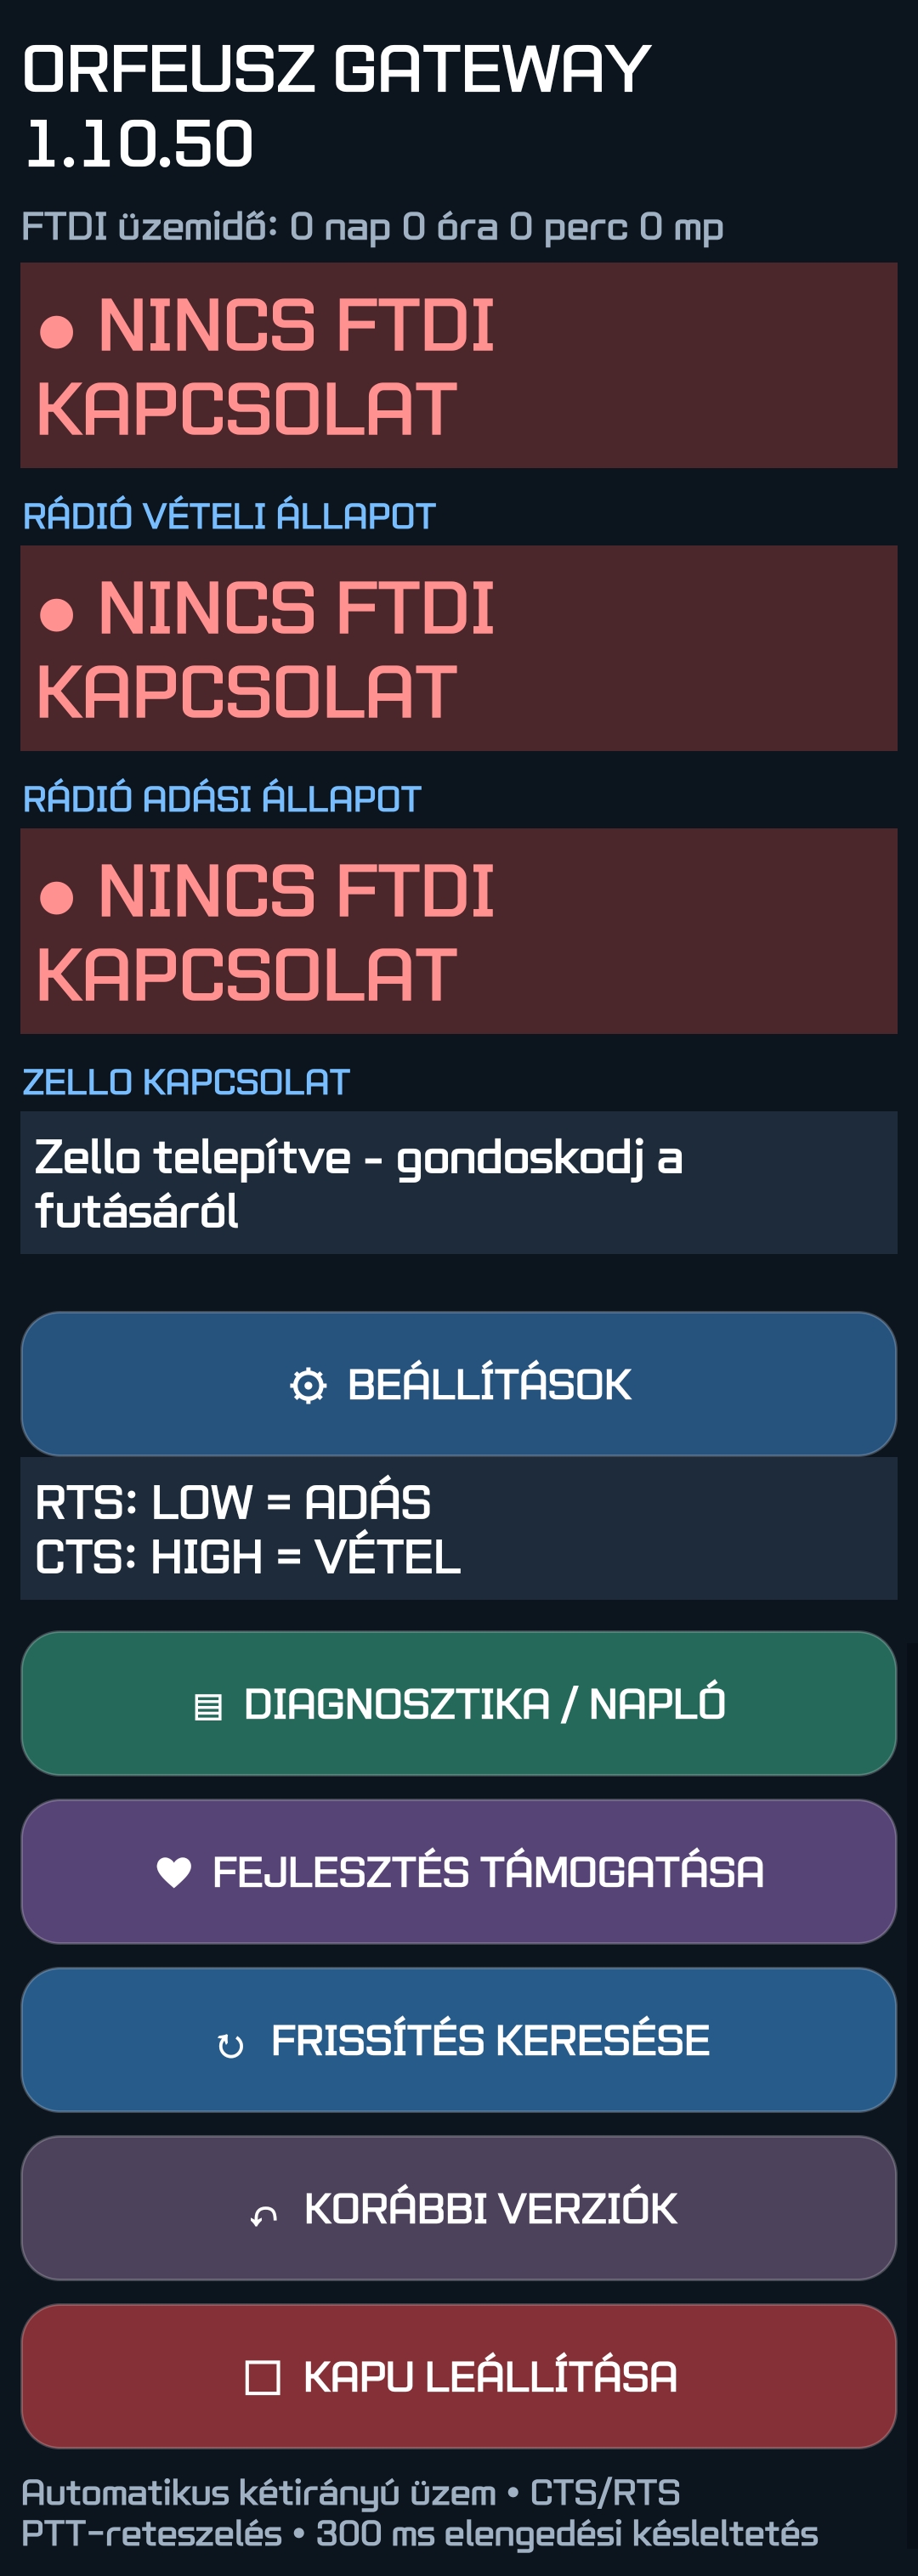 ORFEUSZ GATEWAY
1.10.50
FTDI üzemidő: 0 nap 0 óra 0 perc 0 mp
● NINCS FTDI
KAPCSOLAT
RÁDIÓ VÉTELI ÁLLAPOT
● NINCS FTDI
KAPCSOLAT
RÁDIÓ ADÁSI ÁLLAPOT
● NINCS FTDI
KAPCSOLAT
ZELLO KAPCSOLAT
Zello telepítve - gondoskodj a
futásáról
⚙ BEÁLLÍTÁSOK
RTS: LOW = ADÁS
CTS: HIGH = VÉTEL
▤ DIAGNOSZTIKA / NAPLÓ
♥ FEJLESZTÉS TÁMOGATÁSA
↻ FRISSÍTÉS KERESÉSE
↶ KORÁBBI VERZIÓK
□ KAPU LEÁLLÍTÁSA
Automatikus kétirányú üzem • CTS/RTS
PTT-reteszelés • 300 ms elengedési késleltetés